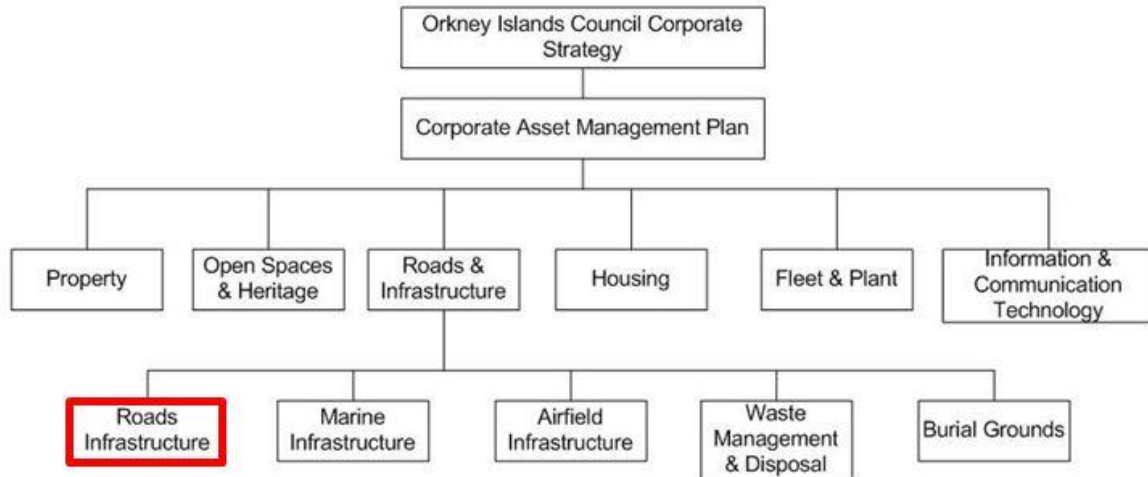 Orkney Islands Council Corporate
Strategy
Corporate Asset Management Plan
Property
Open Spaces
& Heritage
Roads &
Infrastructure
Housing
Fleet & Plant
Information &
Communication
Technology
Roads
Infrastructure
Marine
Infrastructure
Airfield
Infrastructure
Waste
Management
& Disposal
Burial Grounds